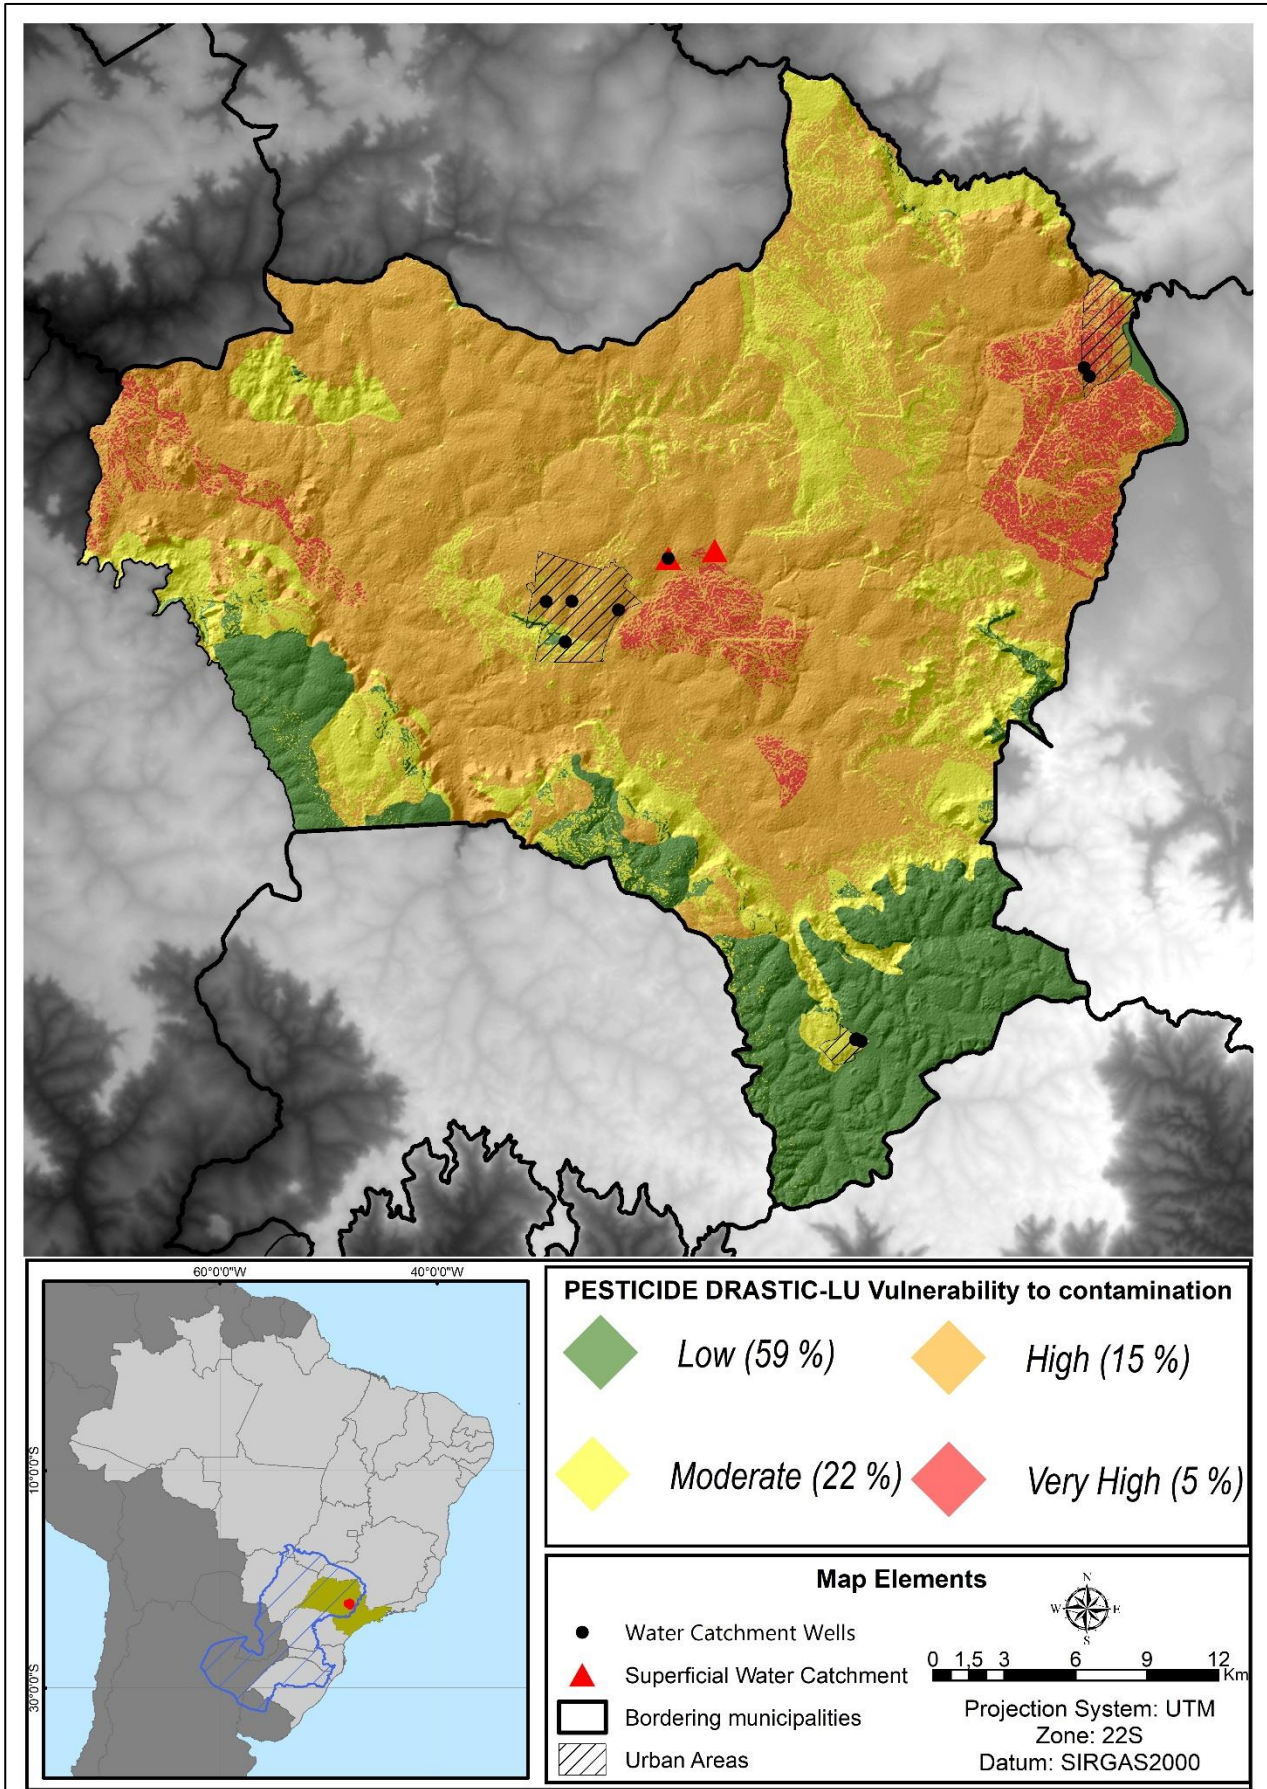 60°0'0"W
40°0'0"W
10°0'0"S
30°0'0"S
PESTICIDE DRASTIC-LU Vulnerability to contamination
Low (59 %)
High (15 %)
Moderate (22 %)
Very High (5 %)
Map Elements
N
W
E
S
Water Catchment Wells
Superficial Water Catchment
0 1,5 3 6 9 12
Km
Bordering municipalities
Urban Areas
Projection System: UTM
Zone: 22S
Datum: SIRGAS2000